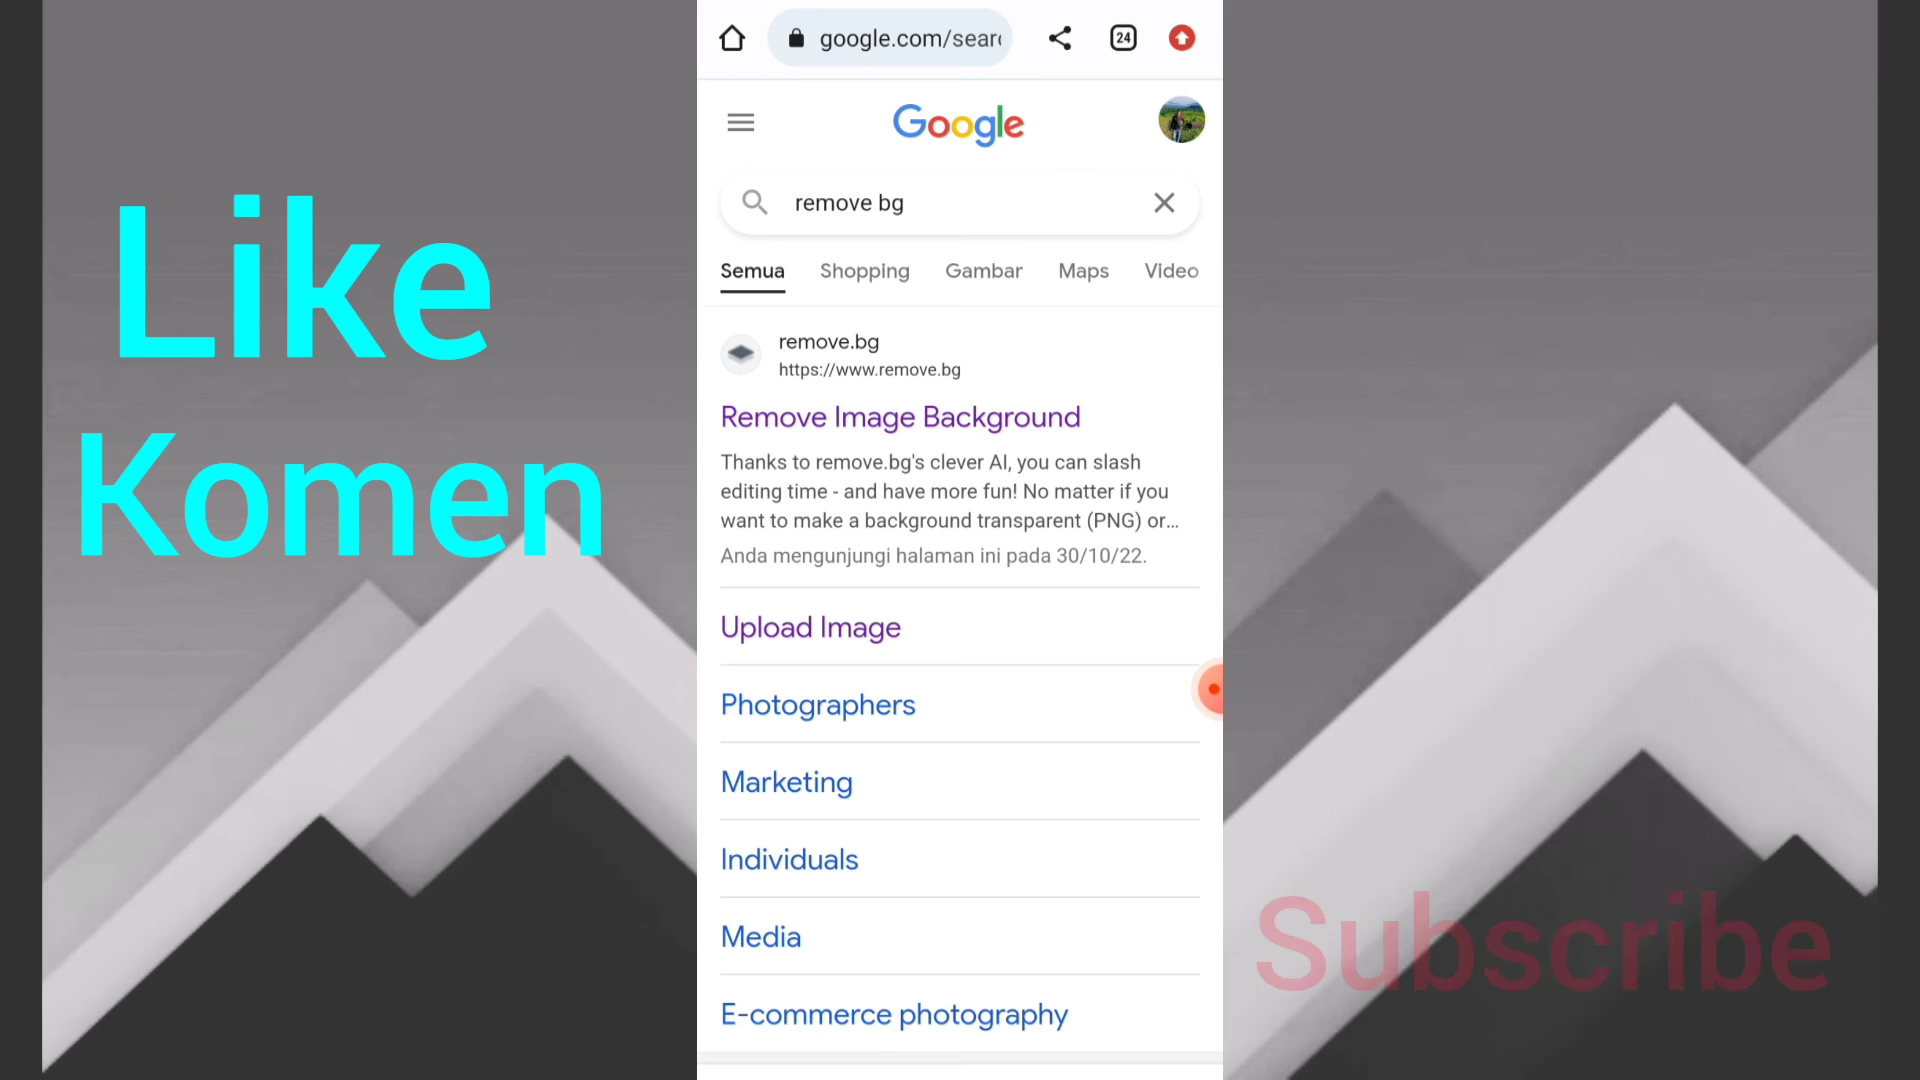 google.com/sear
24
Google
remove bg
Semua Shopping Gambar Maps Video
remove.bg
https://www.remove.bg
Remove Image Background
Thanks to remove.bg's clever AI, you can slash
editing time - and have more fun! No matter if you
want to make a background transparent (PNG) or...
Anda mengunjungi halaman ini pada 30/10/22.
Upload Image
Photographers
Marketing
Individuals
Media
E-commerce photography
Like
Komen
Subscribe